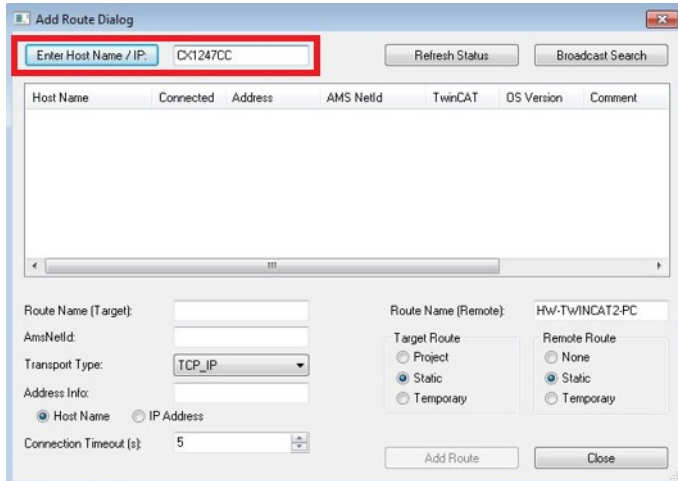 Add Route Dialog
Enter Host Name / IP: CX1247CC Refresh Status Broadcast Search
Host Name Connected Address AMS NetId TwinCAT OS Version Comment
Route Name (Target): Route Name (Remote): HW-TWINCAT2-PC
AmsNetId: Target Route Remote Route
Transport Type: TCP_IP Project None
Address Info: Static Static
Host Name IP Address Temporary Temporary
Connection Timeout (s): 5
Add Route Close